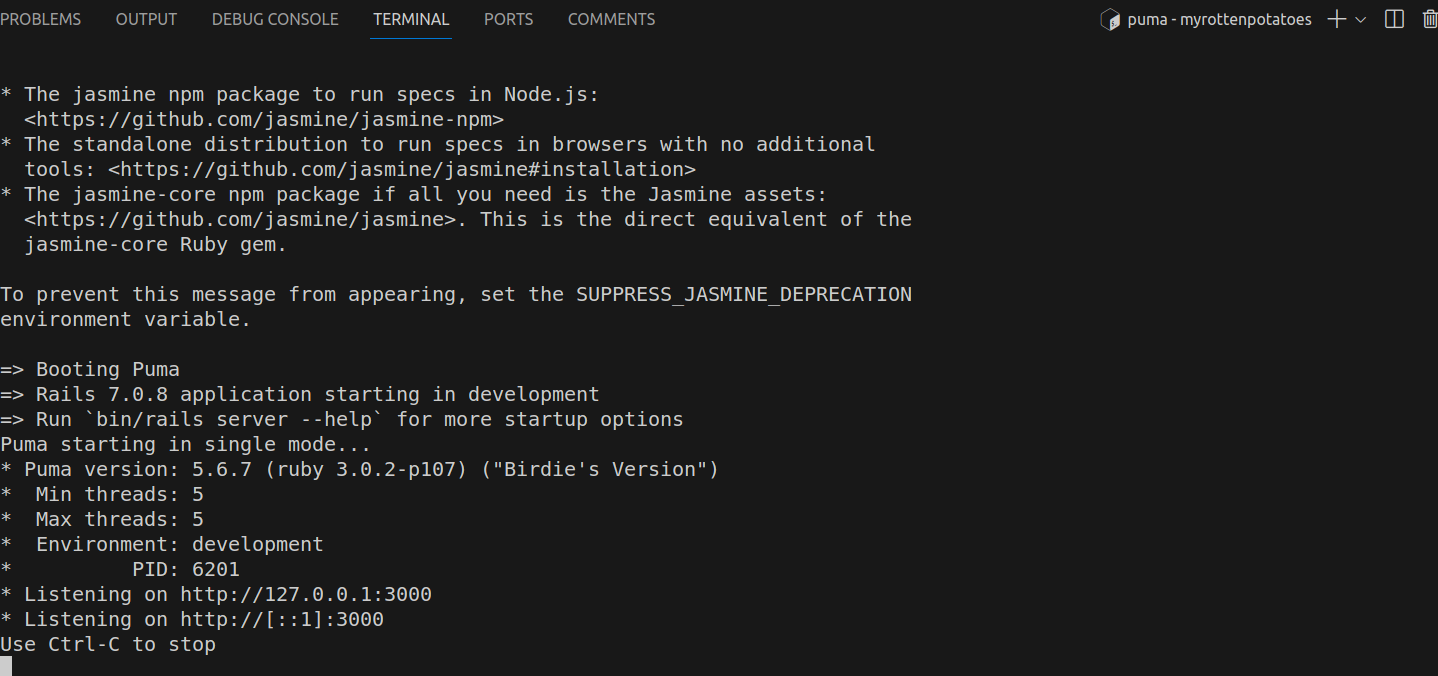 PROBLEMS OUTPUT DEBUG CONSOLE TERMINAL PORTS COMMENTS puma - myrottenpotatoes
* The jasmine npm package to run specs in Node.js:
<https://github.com/jasmine/jasmine-npm>
* The standalone distribution to run specs in browsers with no additional
tools: <https://github.com/jasmine/jasmine#installation>
* The jasmine-core npm package if all you need is the Jasmine assets:
<https://github.com/jasmine/jasmine>. This is the direct equivalent of the
jasmine-core Ruby gem.
To prevent this message from appearing, set the SUPPRESS_JASMINE_DEPRECATION
environment variable.
=> Booting Puma
=> Rails 7.0.8 application starting in development
=> Run `bin/rails server --help` for more startup options
Puma starting in single mode...
* Puma version: 5.6.7 (ruby 3.0.2-p107) ("Birdie's Version")
*  Min threads: 5
*  Max threads: 5
*  Environment: development
*          PID: 6201
* Listening on http://127.0.0.1:3000
* Listening on http://[::1]:3000
Use Ctrl-C to stop